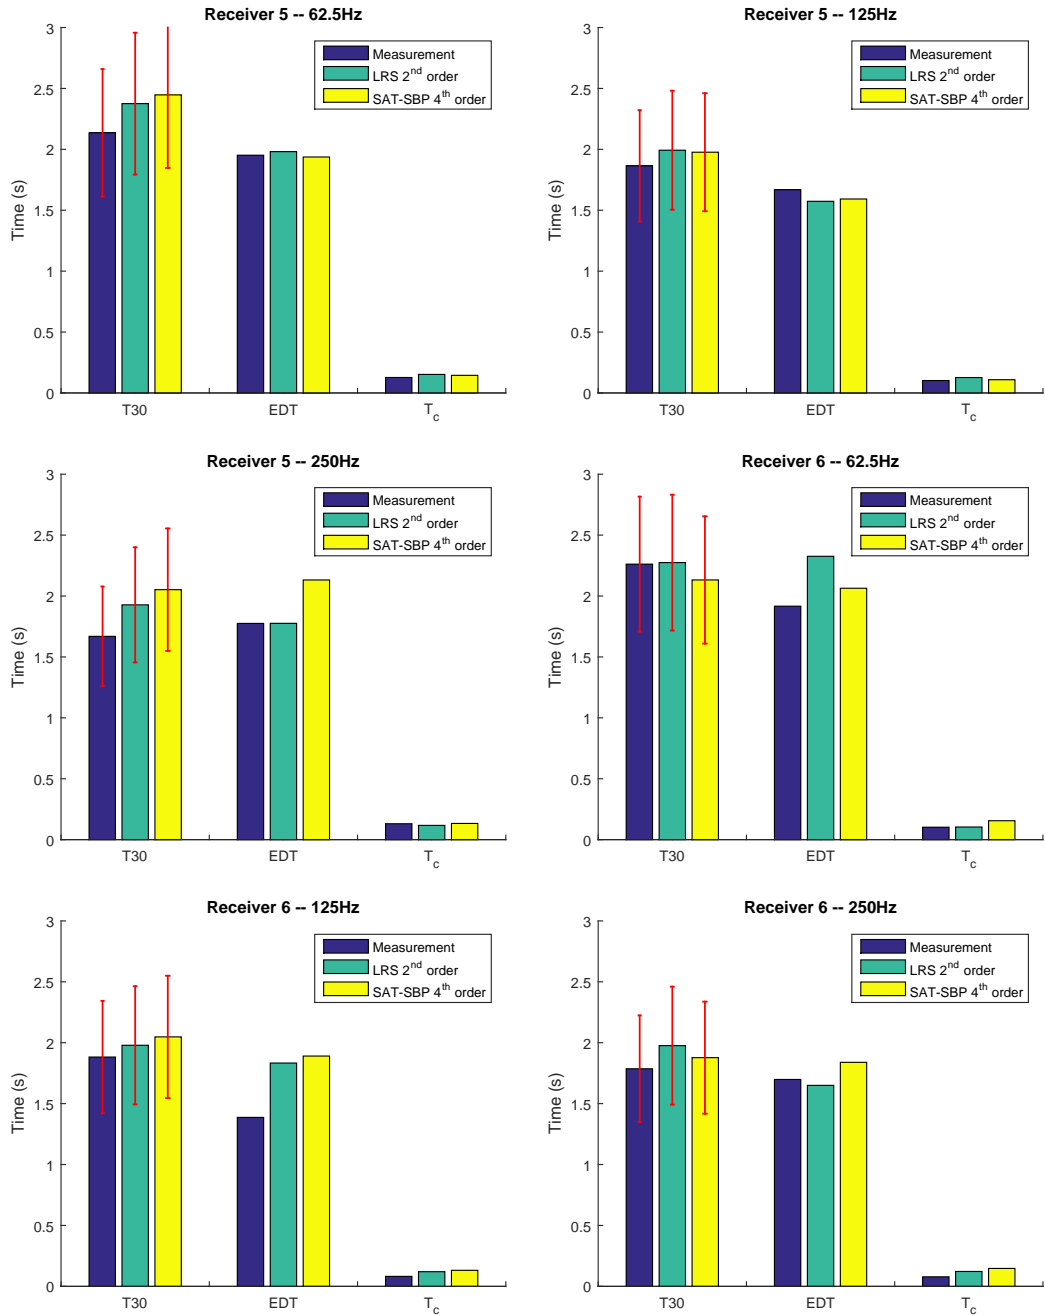 Receiver 5 -- 62.5Hz
3
2.5
2
1.5
1
0.5
0
Time (s)
Measurement
LRS 2nd order
SAT-SBP 4th order
T30 EDT Tc
Receiver 5 -- 125Hz
3
2.5
2
1.5
1
0.5
0
Time (s)
Measurement
LRS 2nd order
SAT-SBP 4th order
T30 EDT Tc
Receiver 5 -- 250Hz
3
2.5
2
1.5
1
0.5
0
Time (s)
Measurement
LRS 2nd order
SAT-SBP 4th order
T30 EDT Tc
Receiver 6 -- 62.5Hz
3
2.5
2
1.5
1
0.5
0
Time (s)
Measurement
LRS 2nd order
SAT-SBP 4th order
T30 EDT Tc
Receiver 6 -- 125Hz
3
2.5
2
1.5
1
0.5
0
Time (s)
Measurement
LRS 2nd order
SAT-SBP 4th order
T30 EDT Tc
Receiver 6 -- 250Hz
3
2.5
2
1.5
1
0.5
0
Time (s)
Measurement
LRS 2nd order
SAT-SBP 4th order
T30 EDT Tc